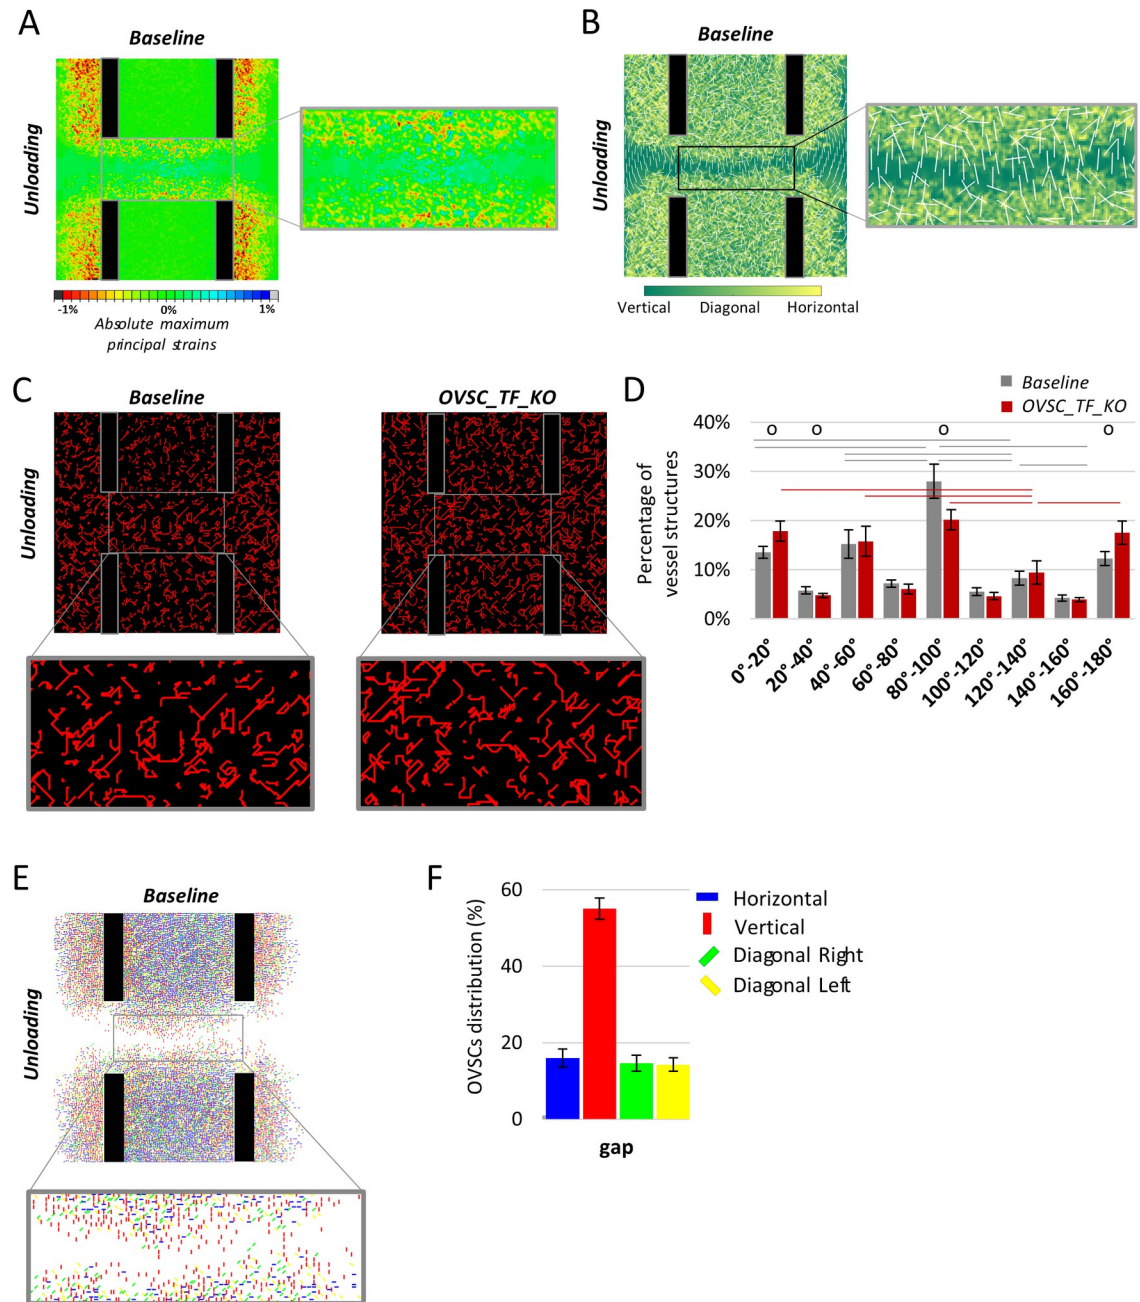 A
Baseline
Unloading
-1%
0%
1%
Absolute maximum
principal strains
B
Baseline
Unloading
Vertical
Diagonal
Horizontal
C
Baseline
OVSC_TF_KO
Unloading
D
Baseline
OVSC_TF_KO
Percentage of
vessel structures
40%
30%
20%
10%
0%
o
o
o
o
0°-20°
20°-40°
40°-60°
60°-80°
80°-100°
100°-120°
120°-140°
140°-160°
160°-180°
E
Baseline
Unloading
F
OVSCs distribution (%)
60
40
20
0
gap
Horizontal
Vertical
Diagonal Right
Diagonal Left